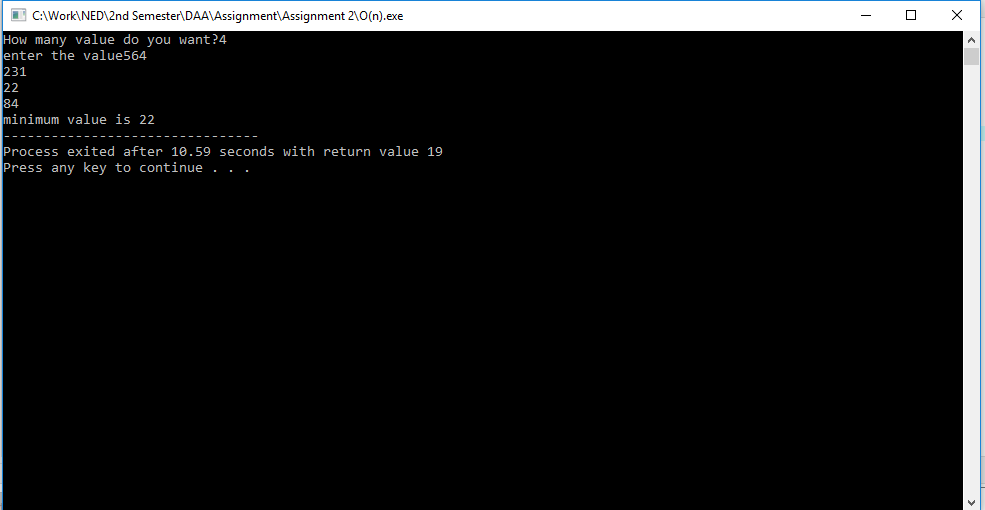 C:\Work\NED\2nd Semester\DAA\Assignment\Assignment 2\O(n).exe
How many value do you want?4
enter the value564
231
22
84
minimum value is 22
--------------------------------
Process exited after 10.59 seconds with return value 19
Press any key to continue . . .